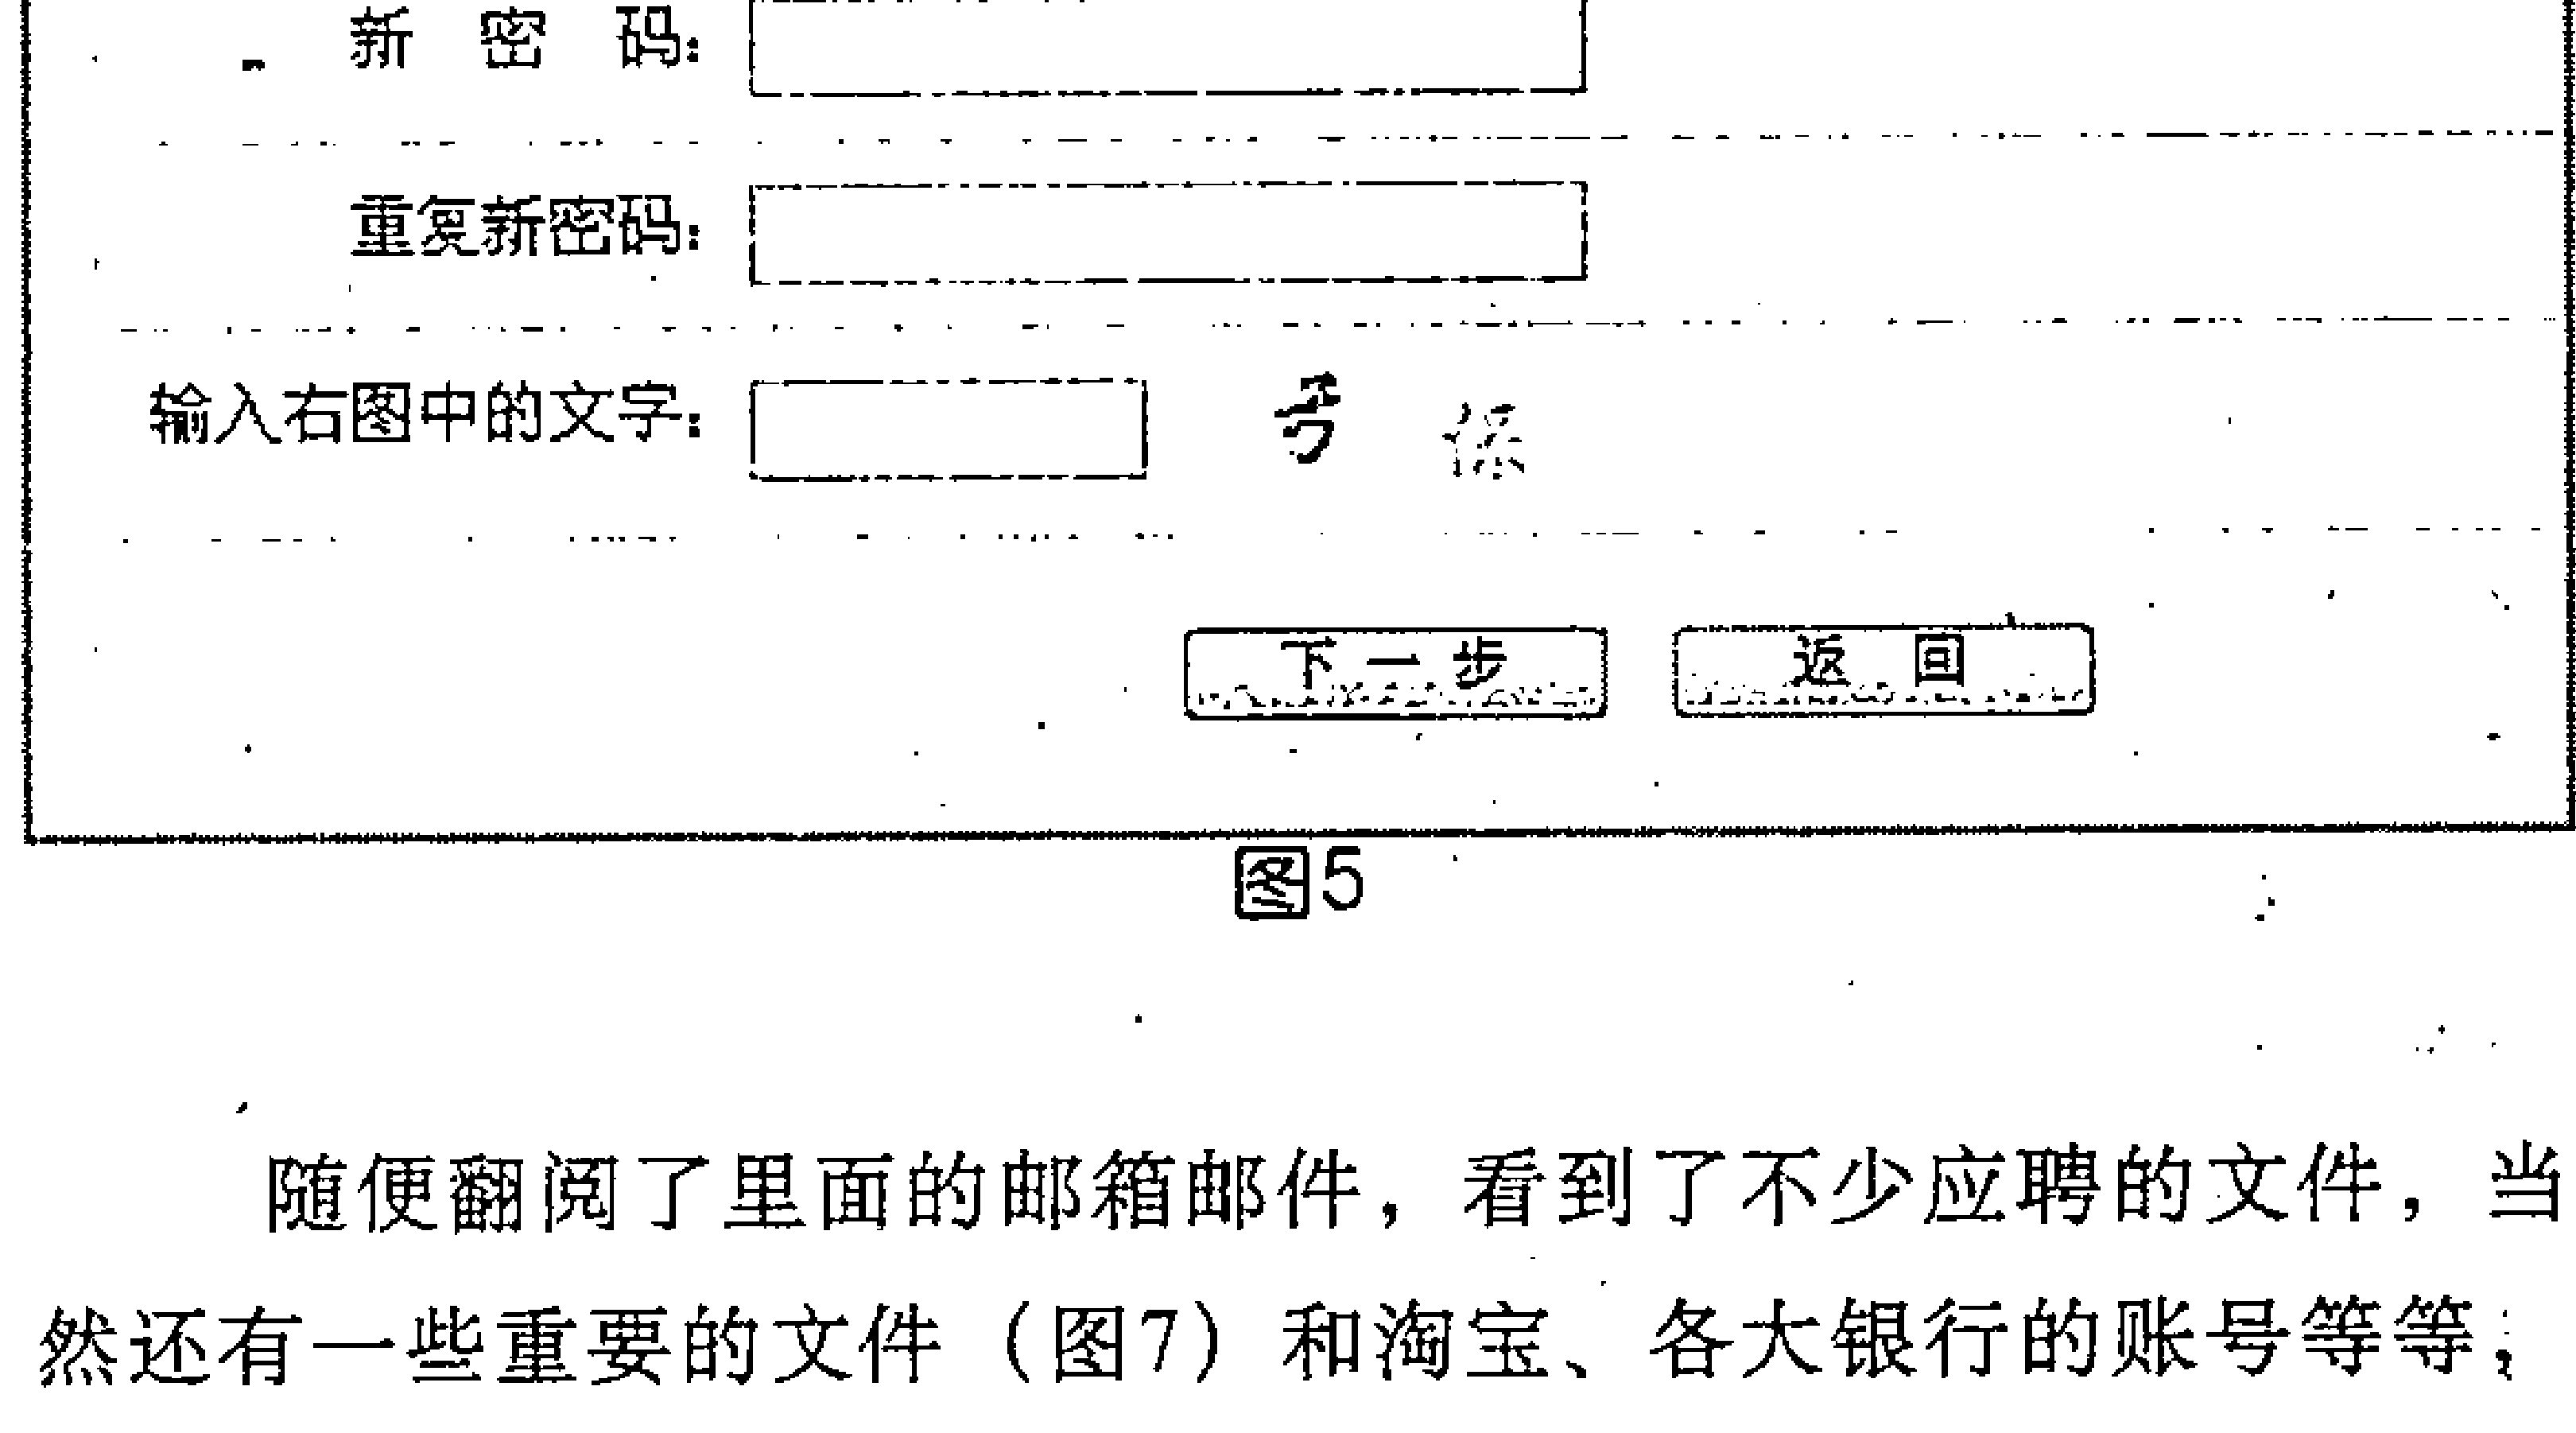 新 密 码:
重复新密码:
输入右图中的文字:
下一步 返 回
图5
随便翻阅了里面的邮箱邮件，看到了不少应聘的文件，当
然还有一些重要的文件（图7）和淘宝、各大银行的账号等等；